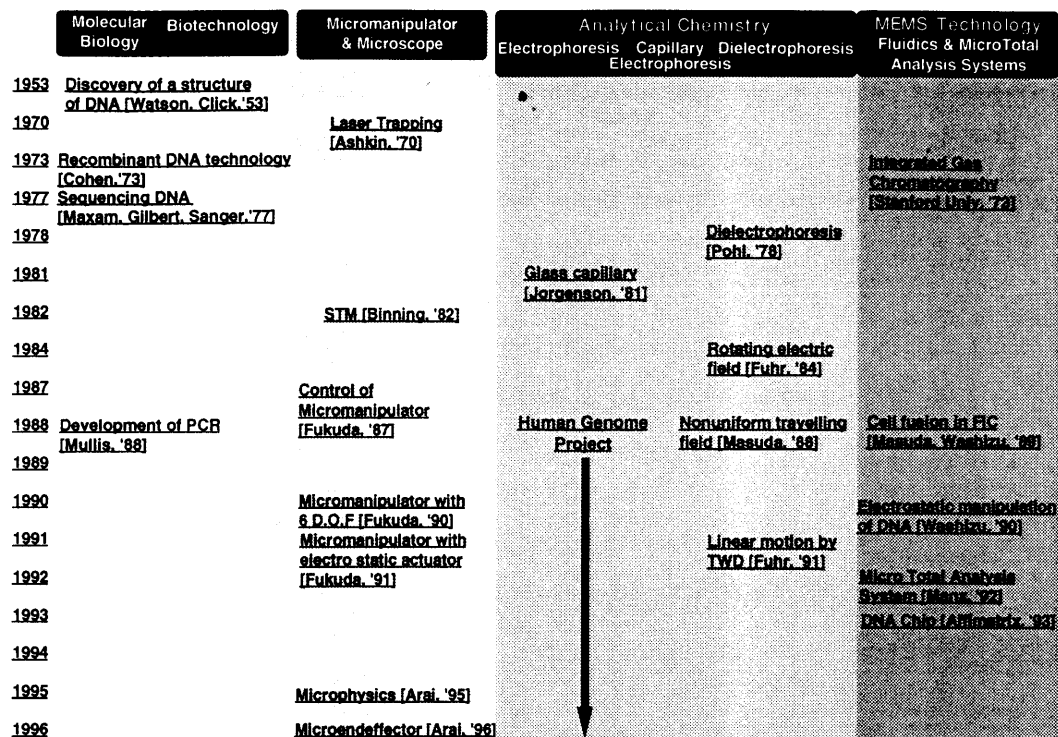 Molecular Biotechnology
Biology
Micromanipulator
& Microscope
Analytical Chemistry
Electrophoresis Capillary Dielectrophoresis
Electrophoresis
MEMS Technology
Fluidics & MicroTotal
Analysis Systems
1953 Discovery of a structure
of DNA [Watson, Click,'53]
1970 Laser Trapping
[Ashkin, '70]
1973 Recombinant DNA technology
[Cohen,'73]
Integrated Gas
Chromatography
[Stanford Univ. '73]
1977 Sequencing DNA
[Maxam, Gilbert, Sanger,'77]
1978 Dielectrophoresis
[Pohl, '78]
1981 Glass capillary
[Jorgenson, '81]
1982 STM [Binning, '82]
1984 Rotating electric
field [Fuhr, '84]
1987 Control of
Micromanipulator
[Fukuda, '87]
1988 Development of PCR
[Mullis, '88]
Human Genome
Project
Nonuniform travelling
field [Masuda, '88]
Cell fusion in FIC
[Masuda, Washizu, '89]
1989
1990 Micromanipulator with
6 D.O.F [Fukuda, '90]
Electrostatic manipulation
of DNA [Washizu, '90]
1991 Micromanipulator with
electro static actuator
[Fukuda, '91]
Linear motion by
TWD [Fuhr, '91]
1992 Micro Total Analysis
System [Manz, '92]
1993 DNA Chip [Affimetrix, '93]
1994
1995 Microphysics [Arai, '95]
1996 Microendeffector [Arai, '96]